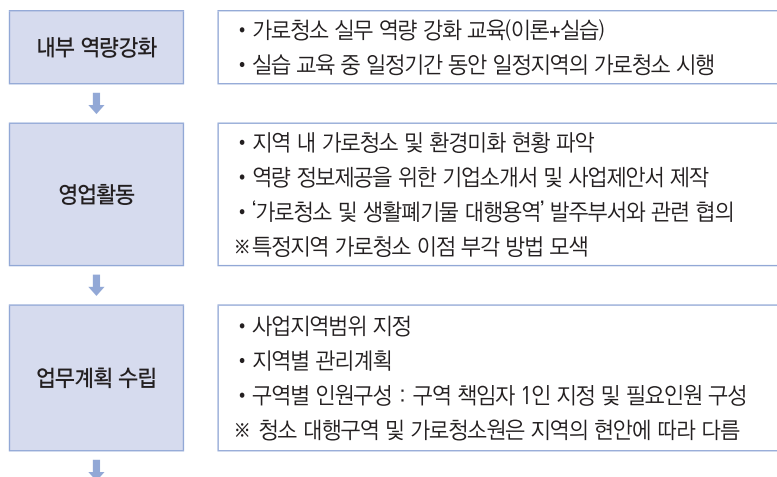 내부 역량강화
• 가로청소 실무 역량 강화 교육(이론+실습)
• 실습 교육 중 일정기간 동안 일정지역의 가로청소 시행
영업활동
• 지역 내 가로청소 및 환경미화 현황 파악
• 역량 정보제공을 위한 기업소개서 및 사업제안서 제작
• ‘가로청소 및 생활폐기물 대행용역’ 발주부서와 관련 협의
※특정지역 가로청소 이점 부각 방법 모색
업무계획 수립
• 사업지역범위 지정
• 지역별 관리계획
• 구역별 인원구성 : 구역 책임자 1인 지정 및 필요인원 구성
※ 청소 대행구역 및 가로청소원은 지역의 현안에 따라 다름